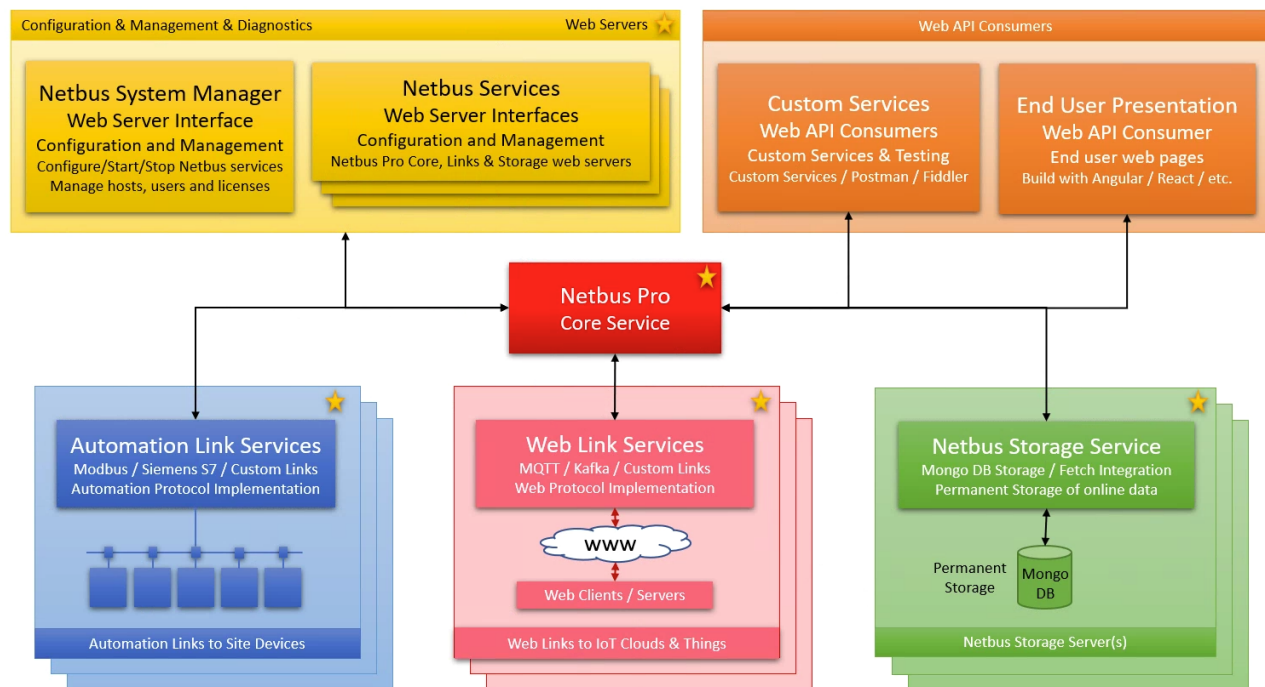 Configuration & Management & Diagnostics
Web Servers
Netbus System Manager
Web Server Interface
Configuration and Management
Configure/Start/Stop Netbus services
Manage hosts, users and licenses
Netbus Services
Web Server Interfaces
Configuration and Management
Netbus Pro Core, Links & Storage web servers
Web API Consumers
Custom Services
Web API Consumers
Custom Services & Testing
Custom Services / Postman / Fiddler
End User Presentation
Web API Consumer
End user web pages
Build with Angular / React / etc.
Netbus Pro
Core Service
Automation Link Services
Modbus / Siemens S7 / Custom Links
Automation Protocol Implementation
Automation Links to Site Devices
Web Link Services
MQTT / Kafka / Custom Links
Web Protocol Implementation
WWW
Web Clients / Servers
Web Links to IoT Clouds & Things
Netbus Storage Service
Mongo DB Storage / Fetch Integration
Permanent Storage of online data
Permanent
Storage
Mongo
DB
Netbus Storage Server(s)